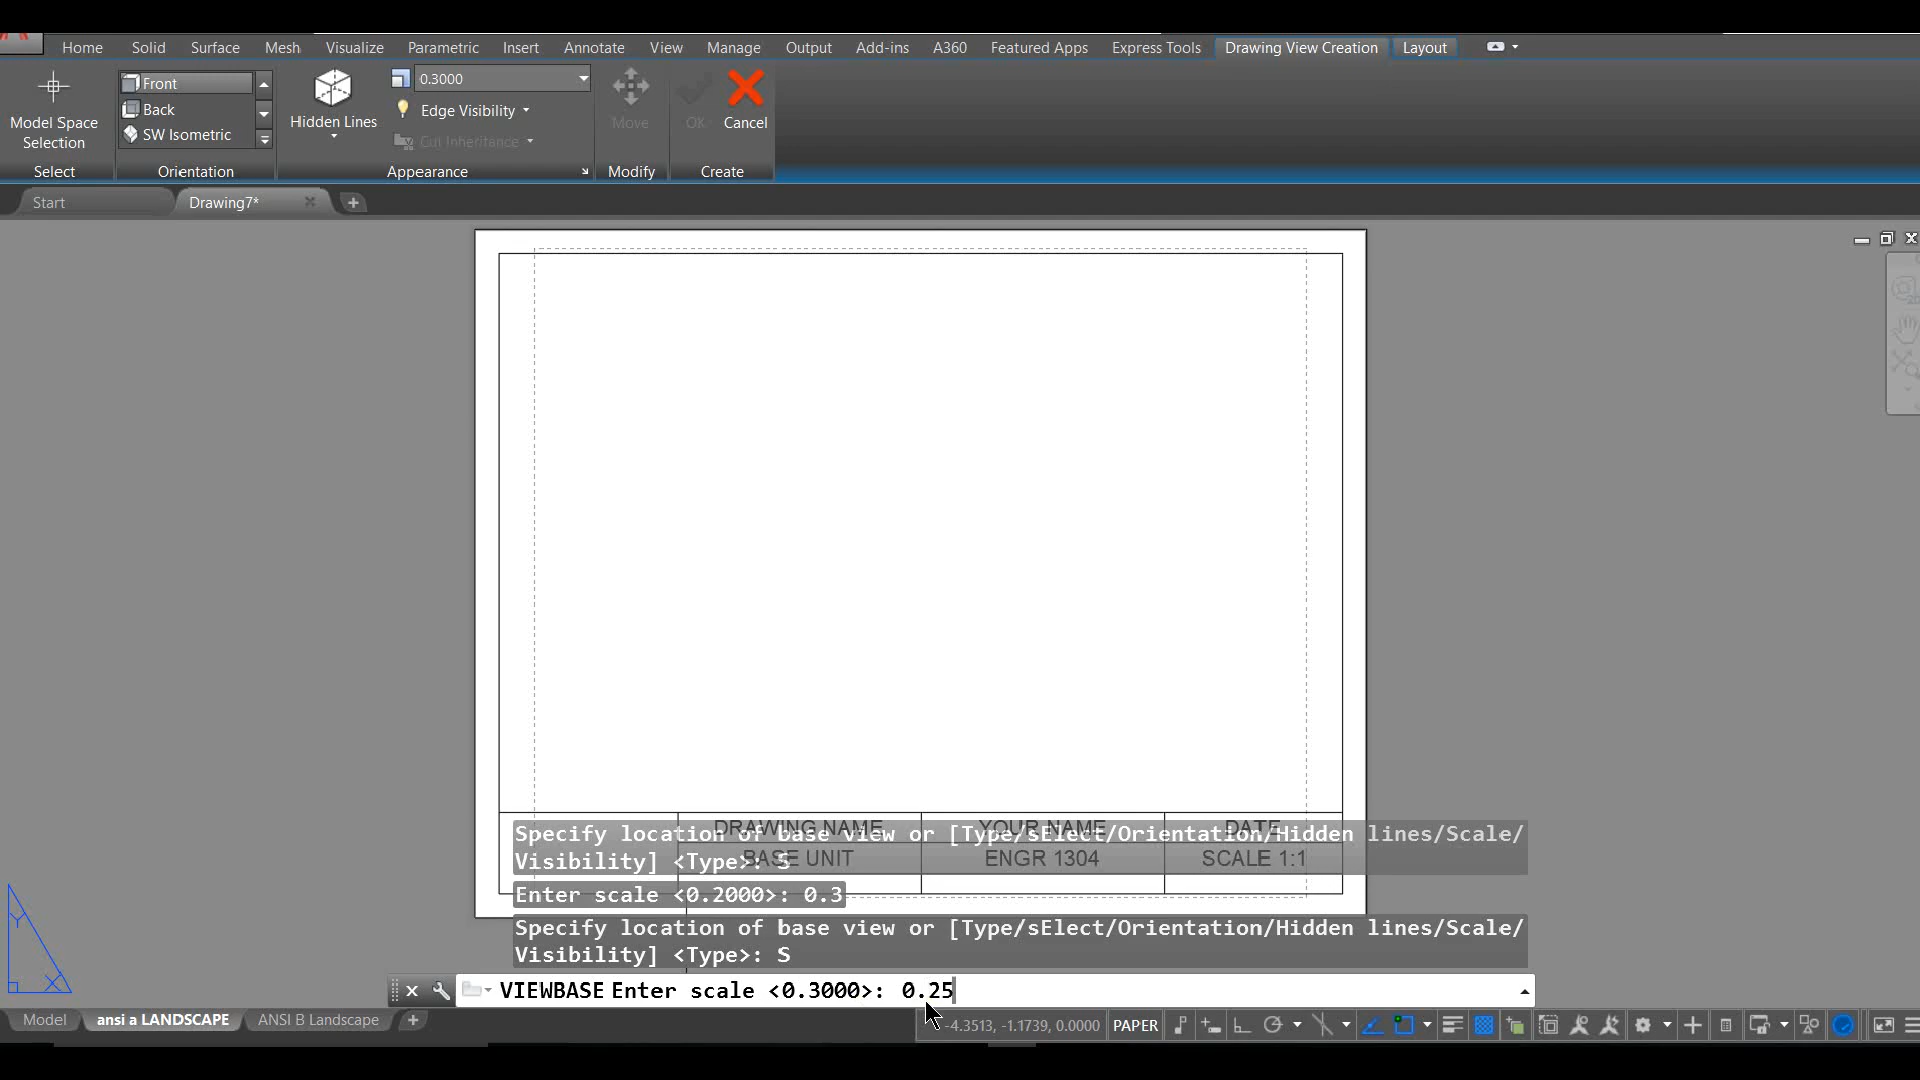 Home Solid Surface Mesh Visualize Parametric Insert Annotate View Manage Output Add-ins A360 Featured Apps Express Tools Drawing View Creation Layout
Front
0.3000
Back
Edge Visibility
Model Space Selection
SW Isometric
Hidden Lines
Cut Inheritance
Move
OK
Cancel
Select Orientation Appearance Modify Create
Start Drawing7*
DRAWING NAME YOUR NAME DATE
BASE UNIT ENGR 1304 SCALE 1:1
Specify location of base view or [Type/sElect/Orientation/Hidden lines/Scale/
Visibility] <Type>: S
Enter scale <0.2000>: 0.3
Specify location of base view or [Type/sElect/Orientation/Hidden lines/Scale/
Visibility] <Type>: S
VIEWBASE Enter scale <0.3000>: 0.25
Y
X
Model ansi a LANDSCAPE ANSI B Landscape
-4.3513, -1.1739, 0.0000 PAPER